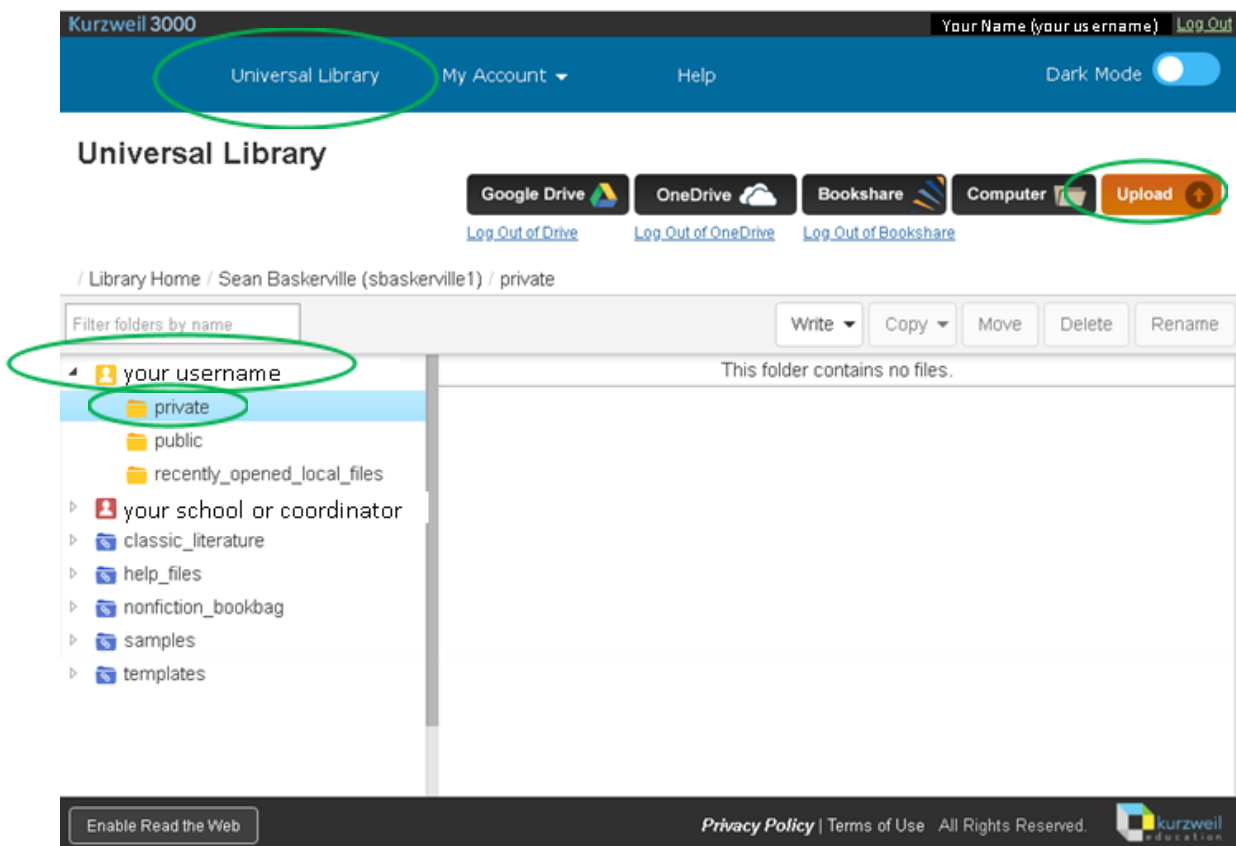 Kurzweil 3000 Your Name (your username) Log Out
Universal Library My Account Help Dark Mode
Universal Library
Google Drive OneDrive Bookshare Computer Upload
Log Out of Drive Log Out of OneDrive Log Out of Bookshare
/ Library Home / Sean Baskerville (sbaskerville1) / private
Filter folders by name Write Copy Move Delete Rename
your username This folder contains no files.
private
public
recently_opened_local_files
your school or coordinator
classic_literature
help_files
nonfiction_bookbag
samples
templates
Enable Read the Web Privacy Policy | Terms of Use All Rights Reserved. kurzweil
education